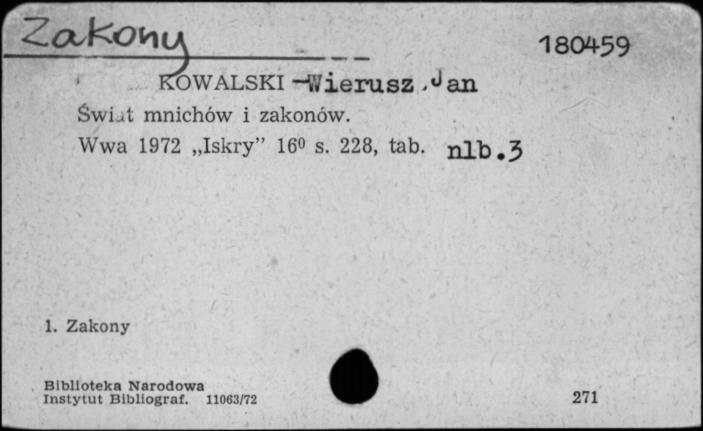 Zakony
180459
KOWALSKI -Wierusz Jan
Świat mnichów i zakonów.
Wwa 1972 „Iskry” 16⁰ s. 228, tab. nlb.3
1. Zakony
Biblioteka Narodowa
Instytut Bibliograf. 11063/72
271